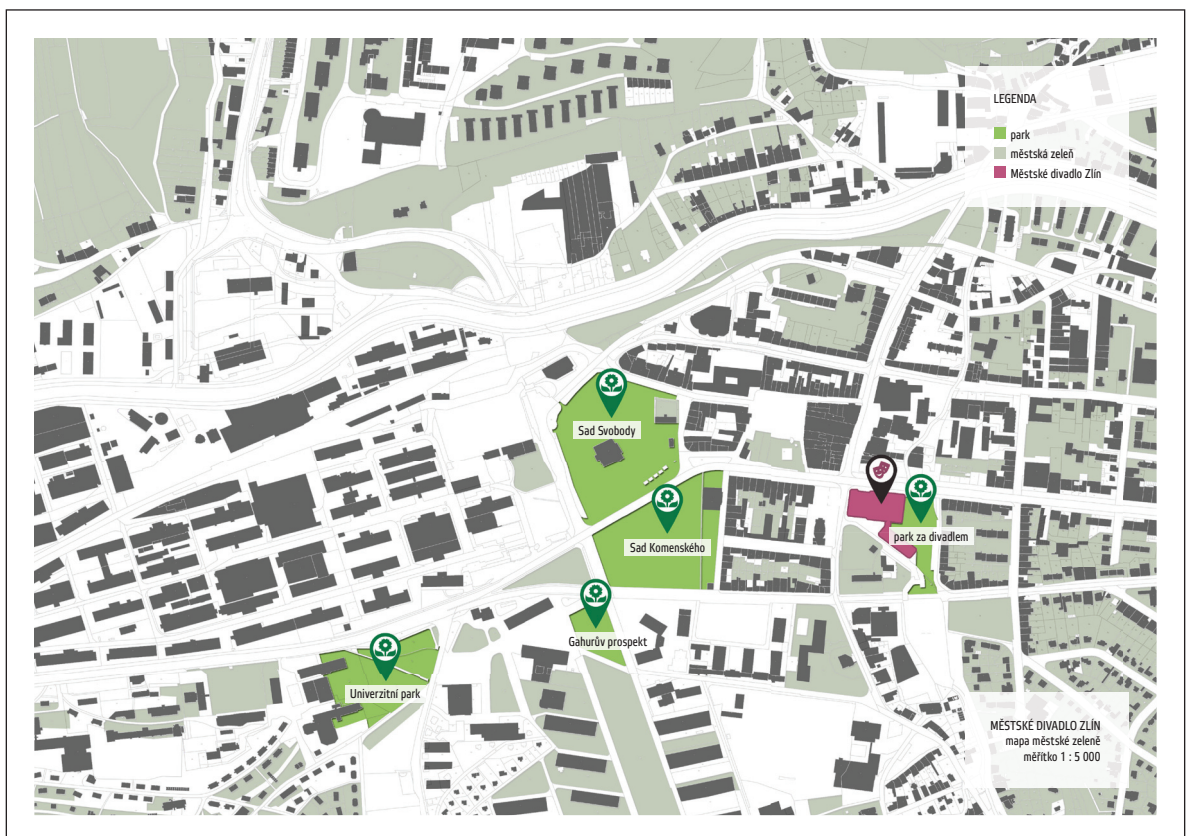 LEGENDA
park
městská zeleň
Městské divadlo Zlín
Sad Svobody
park za divadlem
Sad Komenského
Gahurův prospekt
Univerzitní park
MĚSTSKÉ DIVADLO ZLÍN
mapa městské zeleně
měřítko 1 : 5 000